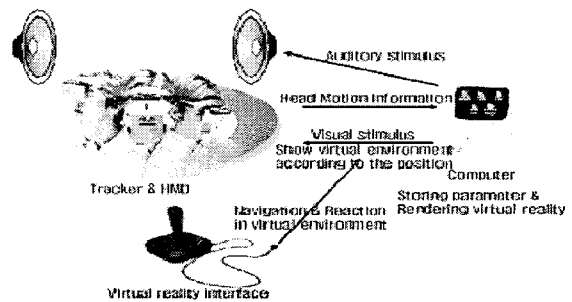 Auditory stimulus
Head Motion Information
Visual stimulus
Show virtual environment
according to the position
Computer
Tracker & HMD
Storing parameter &
Rendering virtual reality
Navigation & Reaction
in virtual environment
Virtual reality interface